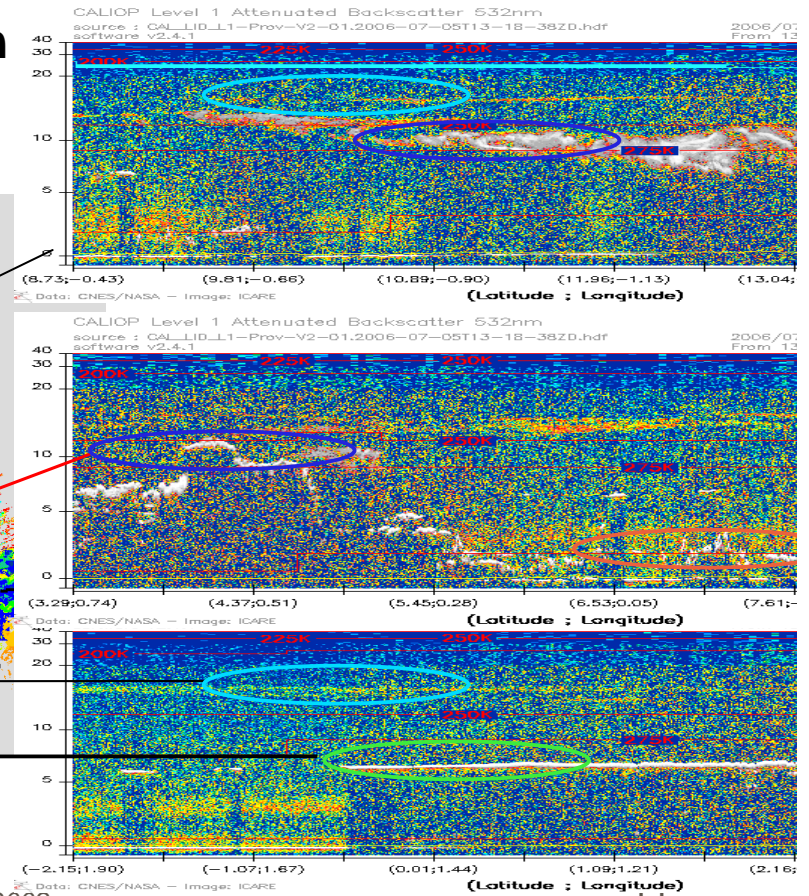 CALIOP Level 1 Attenuated Backscatter 532nm
source : CAL_LID_L1-Prov-V2-01.2006-07-05T13-18-38ZD.hdf 2006/07
software v2.4.1 From 13
40
30
20
10
5
0
200K 225K 250K
250K
275K
(8.73;-0.43) (9.81;-0.66) (10.89;-0.90) (11.96;-1.13) (13.04;
Data: CNES/NASA - Image: ICARE (Latitude ; Longitude)
CALIOP Level 1 Attenuated Backscatter 532nm
source : CAL_LID_L1-Prov-V2-01.2006-07-05T13-18-38ZD.hdf 2006/07
software v2.4.1 From 13
40
30
20
10
5
0
200K 225K 250K
250K
275K
(3.29;0.74) (4.37;0.51) (5.45;0.28) (6.53;0.05) (7.61;-
Data: CNES/NASA - Image: ICARE (Latitude ; Longitude)
30
20
10
5
0
200K 225K 250K
250K
275K
(-2.15;1.90) (-1.07;1.67) (0.01;1.44) (1.09;1.21) (2.16;
Data: CNES/NASA - Image: ICARE (Latitude ; Longitude)